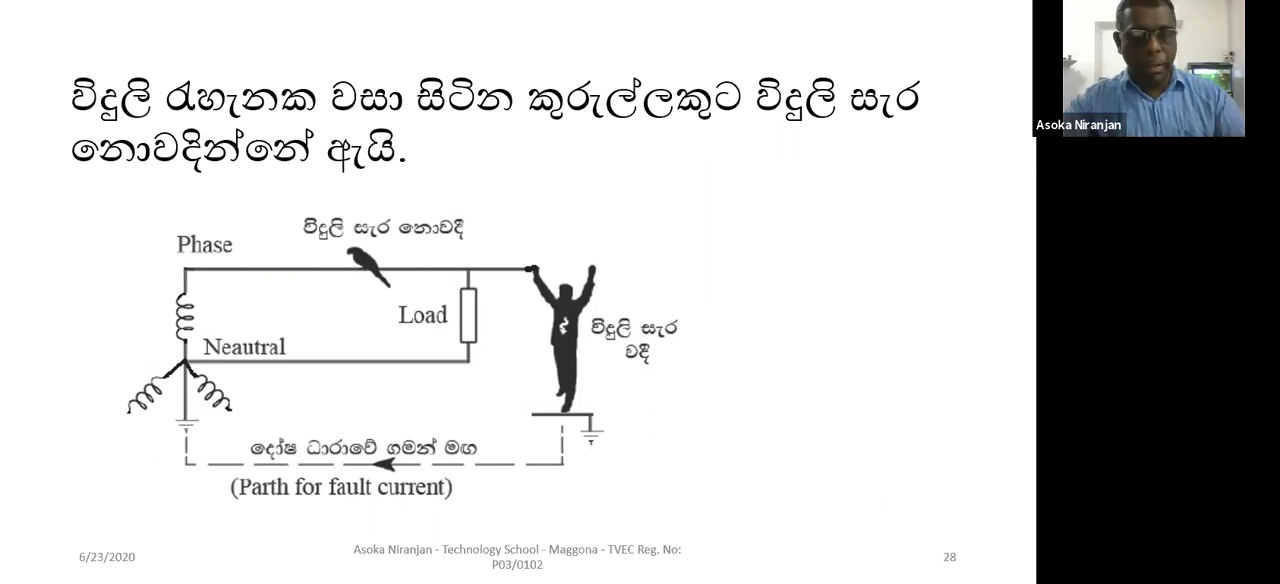 විදුලි රැහැනක වසා සිටින කුරුල්ලකුට විදුලි සැර
නොවදින්නේ ඇයි.
Asoka Niranjan
විදුලි සැර නොවදී
Phase
Load
විදුලි සැර
වදී
Neautral
දෝෂ ධාරාවේ ගමන් මඟ
(Parth for fault current)
6/23/2020
Asoka Niranjan - Technology School - Maggona - TVEC Reg. No:
P03/0102
28